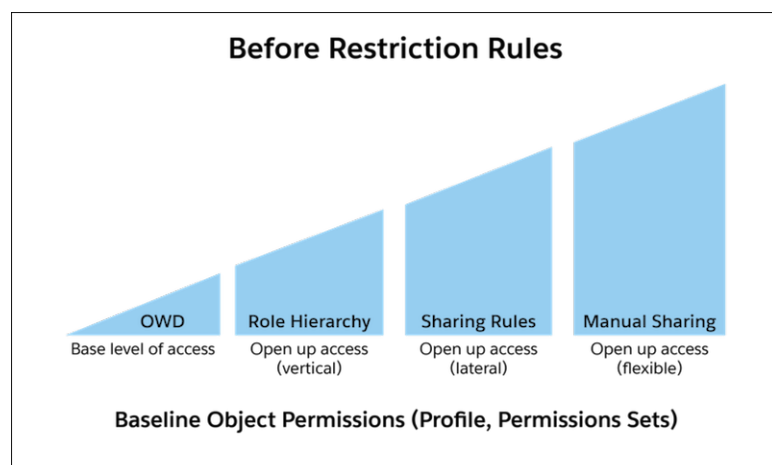 Before Restriction Rules
OWD
Role Hierarchy
Sharing Rules
Manual Sharing
Base level of access
Open up access
(vertical)
Open up access
(lateral)
Open up access
(flexible)
Baseline Object Permissions (Profile, Permissions Sets)